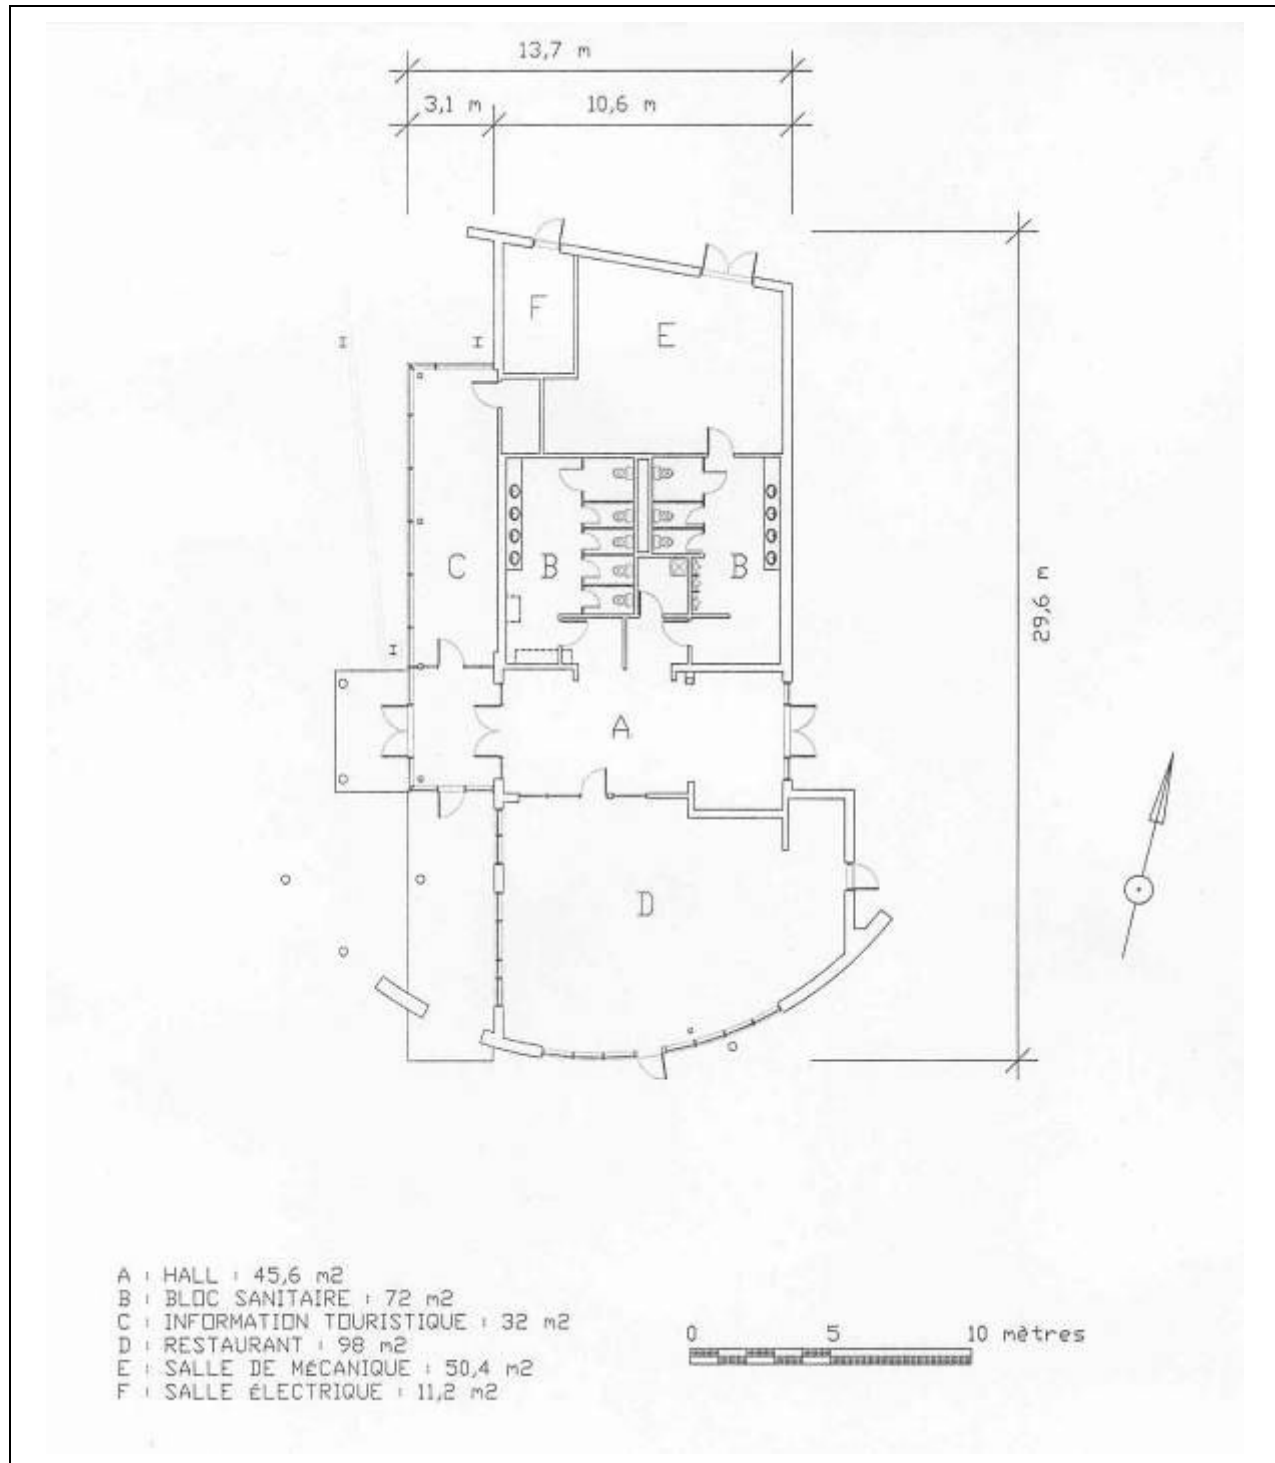 13,7 m
3,1 m
10,6 m
F
E
C
B
B
A
29,6 m
D
A : HALL : 45,6 m2
B : BLOC SANITAIRE : 72 m2
C : INFORMATION TOURISTIQUE : 32 m2
D : RESTAURANT : 98 m2
E : SALLE DE MÉCANIQUE : 50,4 m2
F : SALLE ÉLECTRIQUE : 11,2 m2
0 5 10 mètres